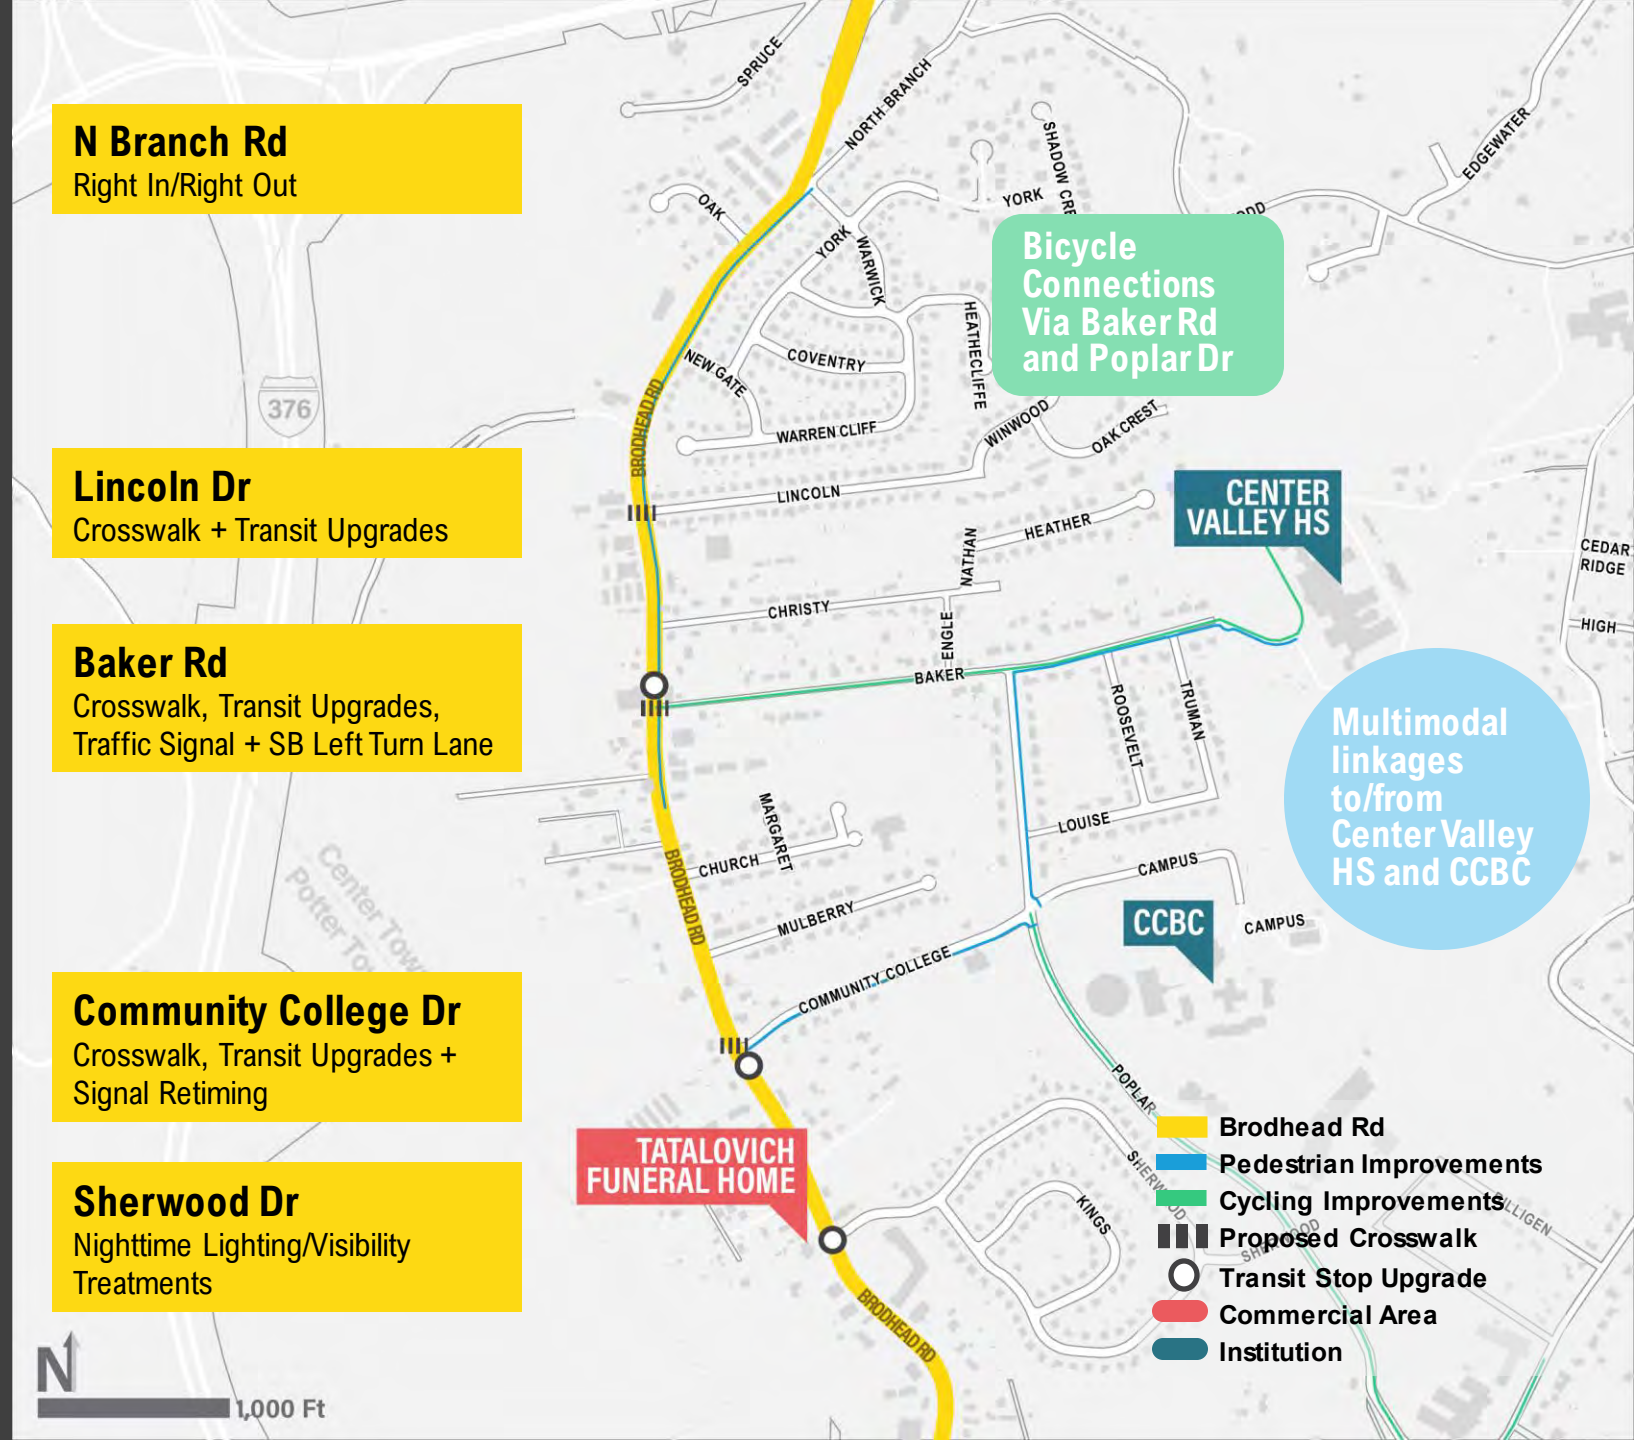 N Branch Rd
Right In/Right Out
Lincoln Dr
Crosswalk + Transit Upgrades
Baker Rd
Crosswalk, Transit Upgrades,
Traffic Signal + SB Left Turn Lane
Community College Dr
Crosswalk, Transit Upgrades +
Signal Retiming
Sherwood Dr
Nighttime Lighting/Visibility
Treatments
Bicycle
Connections
Via Baker Rd
and Poplar Dr
CENTER
VALLEY HS
Multimodal
linkages
to/from
Center Valley
HS and CCBC
CCBC
TATALOVICH
FUNERAL HOME
SPRUCE
NORTH BRANCH
EDGEWATER
OAK
YORK
YORK
WARWICK
HEATHECLIFFE
COVENTRY
NEW GATE
WARREN CLIFF
WINWOOD
OAK CREST
LINCOLN
HEATHER
NATHAN
CHRISTY
ENGLE
BAKER
ROOSEVELT
TRUMAN
LOUISE
MARGARET
CHURCH
MULBERRY
CAMPUS
CAMPUS
COMMUNITY COLLEGE
POPLAR
SHERWOOD
SHERWOOD
KINGS
CEDAR
RIDGE
HIGH
BRODHEAD RD
BRODHEAD RD
BRODHEAD RD
376
SHADOW
Center
Potter
Brodhead Rd
Pedestrian Improvements
Cycling Improvements
Proposed Crosswalk
Transit Stop Upgrade
Commercial Area
Institution
N
1,000 Ft